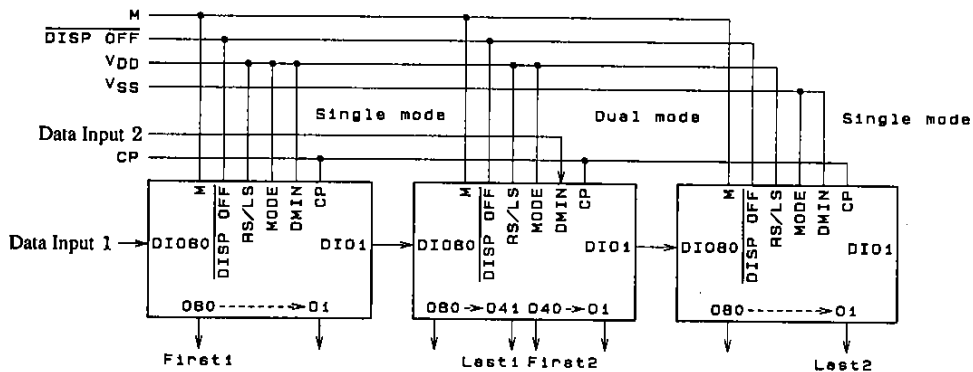 M
DISP OFF
VDD
VSS
Single mode
Dual mode
Single mode
Data Input 2
CP
M
DISP OFF
RS/LS
MODE
DMIN
CP
M
DISP OFF
RS/LS
MODE
DMIN
CP
M
DISP OFF
RS/LS
MODE
DMIN
CP
Data Input 1
DIO80
DIO1
DIO80
DIO1
DIO80
DIO1
O80
O1
O80
O41
O40
O1
O80
O1
First1
Last1
First2
Last2